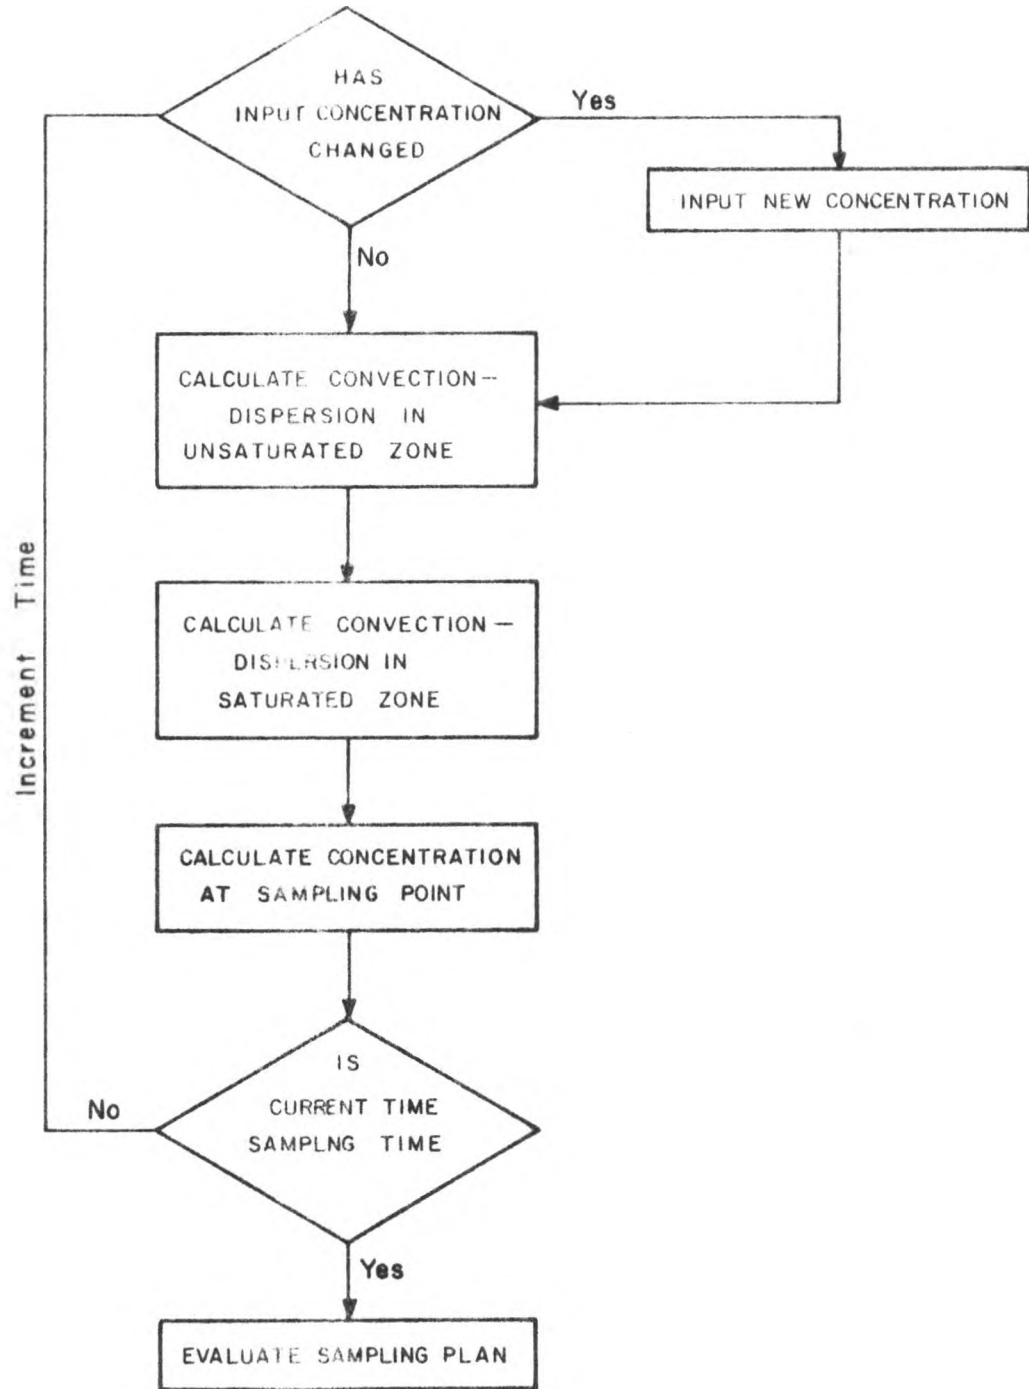 HAS
INPUT CONCENTRATION
CHANGED
Yes
INPUT NEW CONCENTRATION
No
CALCULATE CONVECTION—
DISPERSION IN
UNSATURATED ZONE
CALCULATE CONVECTION—
DISPERSION IN
SATURATED ZONE
Increment Time
CALCULATE CONCENTRATION
AT SAMPLING POINT
IS
CURRENT TIME
SAMPLNG TIME
No
Yes
EVALUATE SAMPLING PLAN